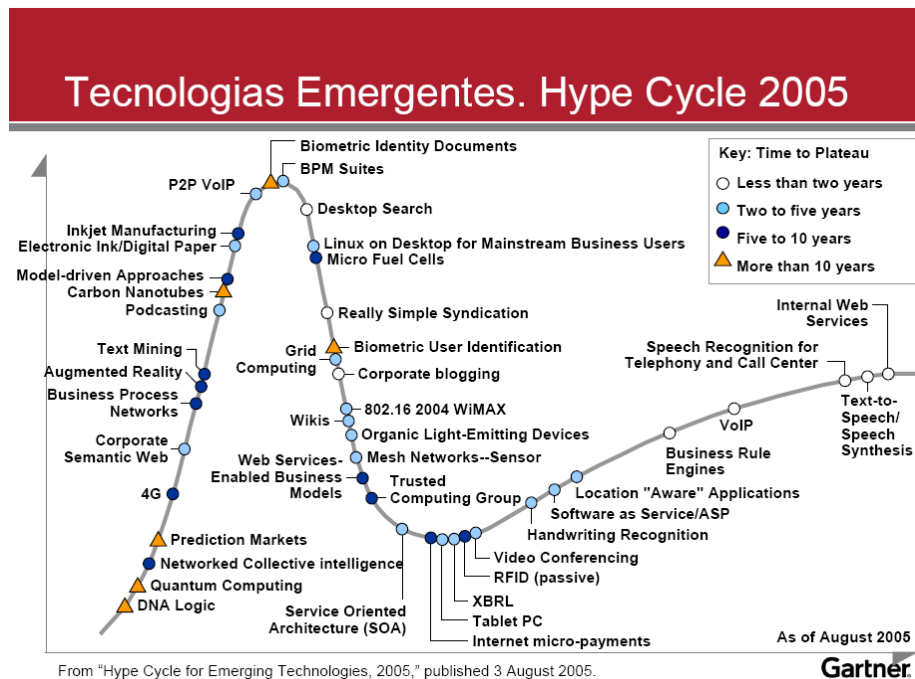 Tecnologias Emergentes. Hype Cycle 2005
Biometric Identity Documents
BPM Suites
P2P VoIP
Desktop Search
Inkjet Manufacturing
Electronic Ink/Digital Paper
Linux on Desktop for Mainstream Business Users
Micro Fuel Cells
Model-driven Approaches
Carbon Nanotubes
Podcasting
Really Simple Syndication
Text Mining
Augmented Reality
Business Process
Networks
Grid
Computing
Biometric User Identification
Corporate blogging
Wikis
802.16 2004 WiMAX
Organic Light-Emitting Devices
Mesh Networks--Sensor
Corporate
Semantic Web
Web Services-
Enabled Business
Models
Trusted
Computing Group
4G
Prediction Markets
Networked Collective intelligence
Quantum Computing
DNA Logic
Service Oriented
Architecture (SOA)
Video Conferencing
RFID (passive)
XBRL
Tablet PC
Internet micro-payments
Handwriting Recognition
Software as Service/ASP
Location "Aware" Applications
Business Rule
Engines
VoIP
Speech Recognition for
Telephony and Call Center
Text-to-
Speech/
Speech
Synthesis
Internal Web
Services
Key: Time to Plateau
Less than two years
Two to five years
Five to 10 years
More than 10 years
As of August 2005
From “Hype Cycle for Emerging Technologies, 2005,” published 3 August 2005.
Gartner